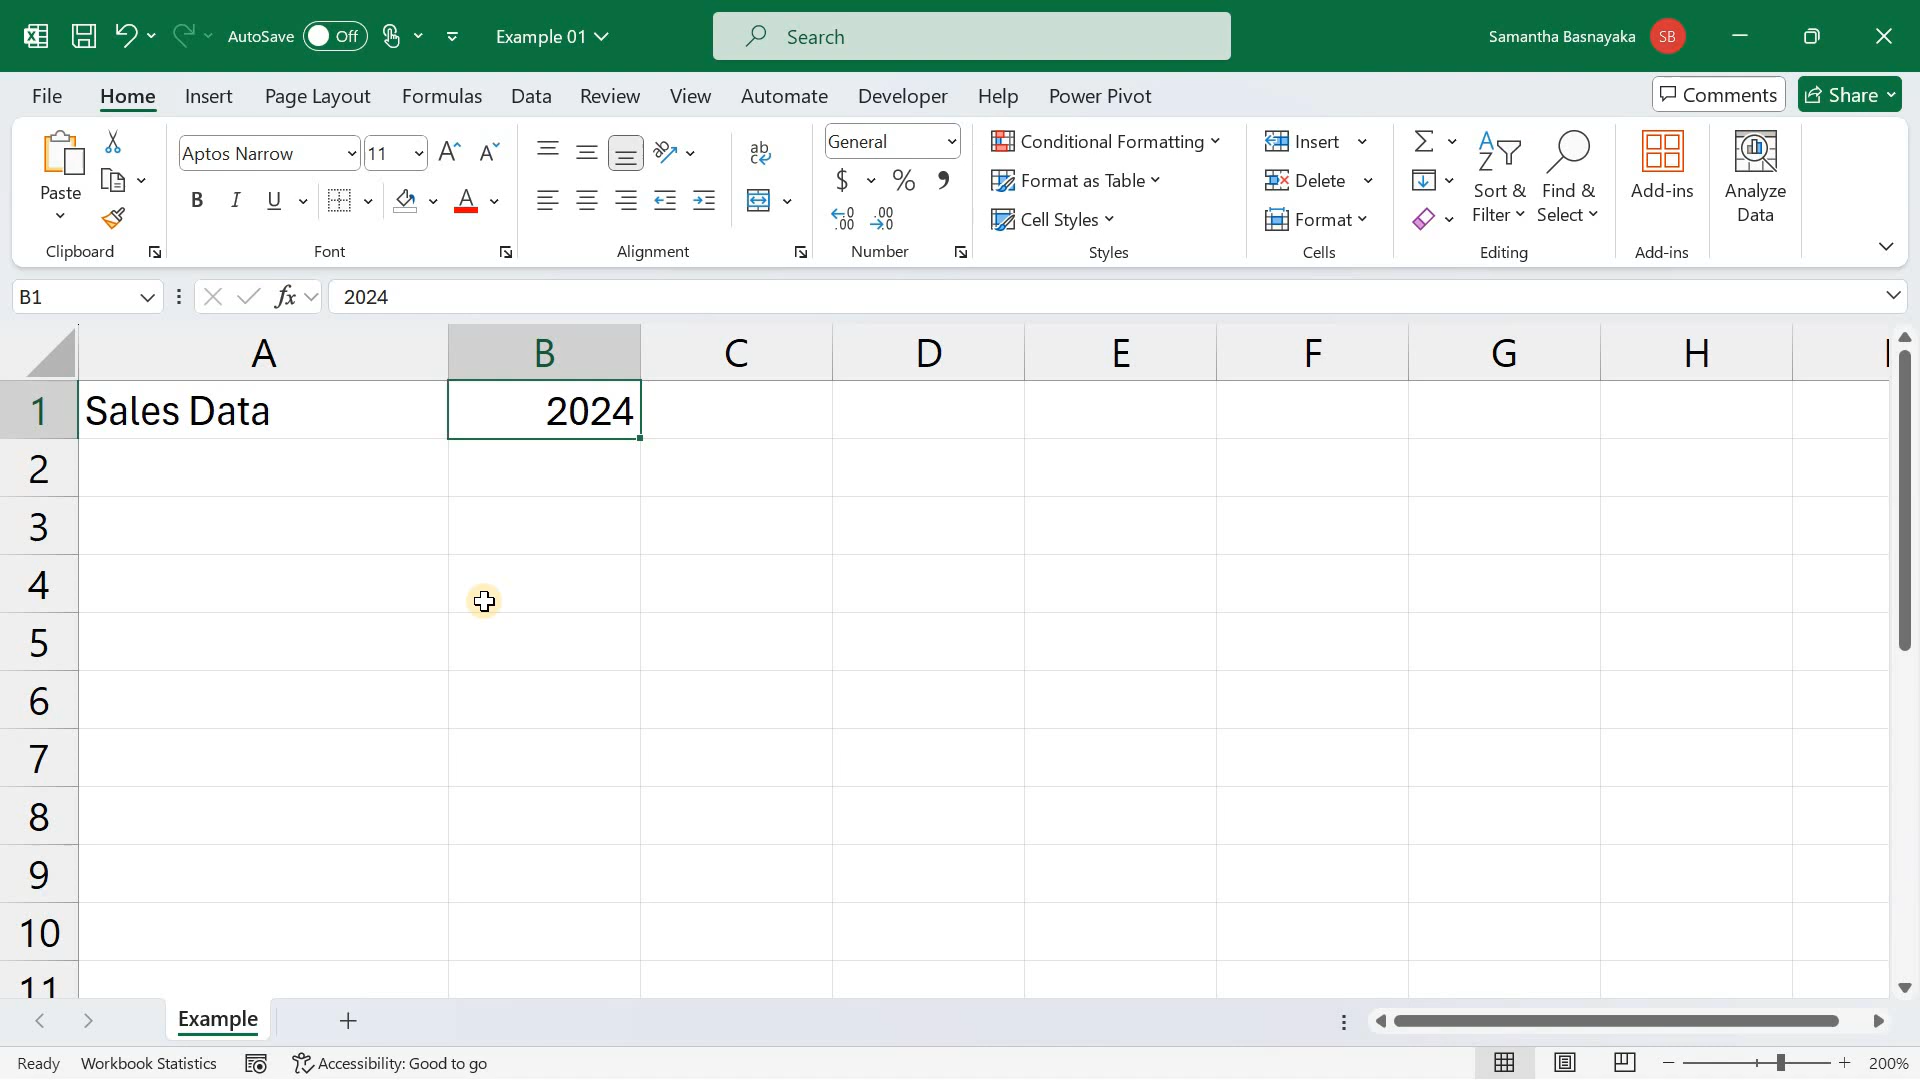 AutoSave Off Example 01 Search Samantha Basnayaka SB
File Home Insert Page Layout Formulas Data Review View Automate Developer Help Power Pivot Comments Share
Paste
Clipboard
Aptos Narrow 11 A A
B I U A
Font
ab
Alignment
General
$ % ,
.00 .00
Number
Conditional Formatting
Format as Table
Cell Styles
Styles
Insert
Delete
Format
Cells
Sort &
Filter
Find &
Select
Editing
Add-ins
Add-ins
Analyze
Data
B1 fx 2024
A B C D E F G H
1 Sales Data 2024
2
3
4
5
6
7
8
9
10
11
Example
Ready Workbook Statistics Accessibility: Good to go 200%